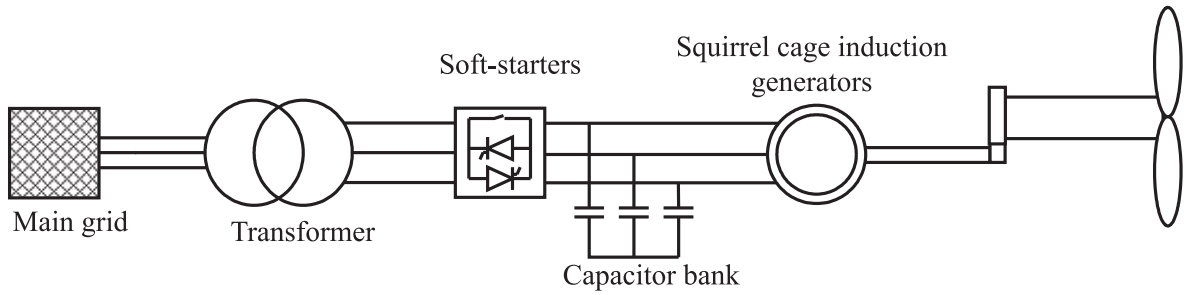 Soft-starters
Squirrel cage induction
generators
Main grid
Transformer
Capacitor bank